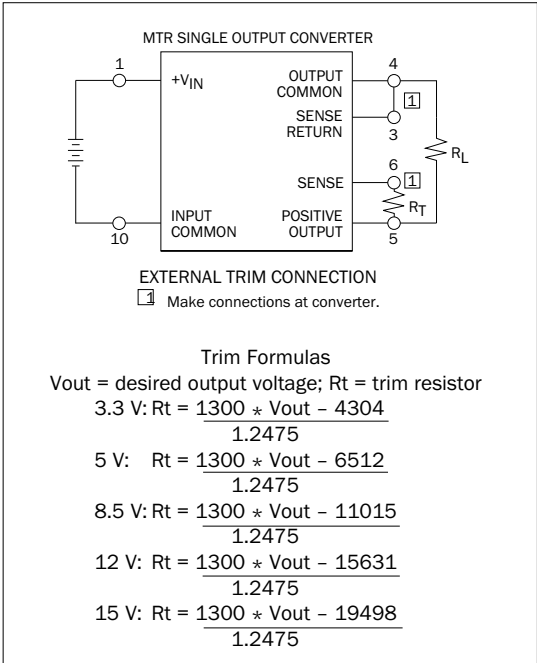 MTR SINGLE OUTPUT CONVERTER
1
+VIN
OUTPUT
COMMON
4
1
SENSE
RETURN
3
RL
6
SENSE
1
RT
INPUT
COMMON
POSITIVE
OUTPUT
10
5
EXTERNAL TRIM CONNECTION
1 Make connections at converter.
Trim Formulas
Vout = desired output voltage; Rt = trim resistor
3.3 V: Rt = 1300 * Vout – 4304
1.2475
5 V: Rt = 1300 * Vout – 6512
1.2475
8.5 V: Rt = 1300 * Vout – 11015
1.2475
12 V: Rt = 1300 * Vout – 15631
1.2475
15 V: Rt = 1300 * Vout – 19498
1.2475